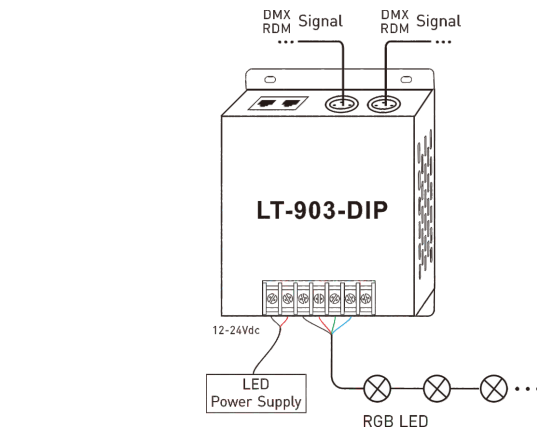 DMX
RDM Signal
DMX
RDM Signal
LT-903-DIP
12-24Vdc
LED
Power Supply
RGB LED